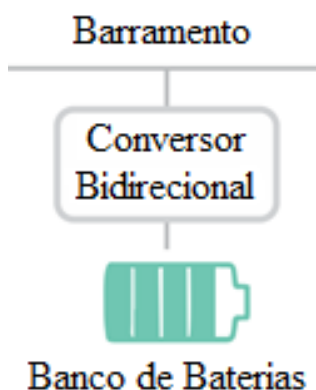 Barramento
Conversor
Bidirecional
Banco de Baterias